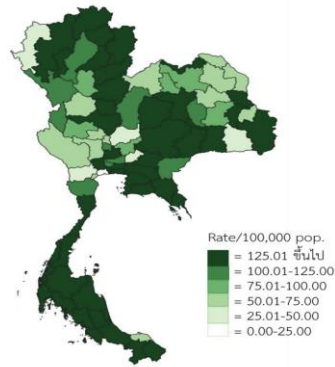 Rate/100,000 pop.
= 125.01 ขึ้นไป
= 100.01-125.00
= 75.01-100.00
= 50.01-75.00
= 25.01-50.00
= 0.00-25.00